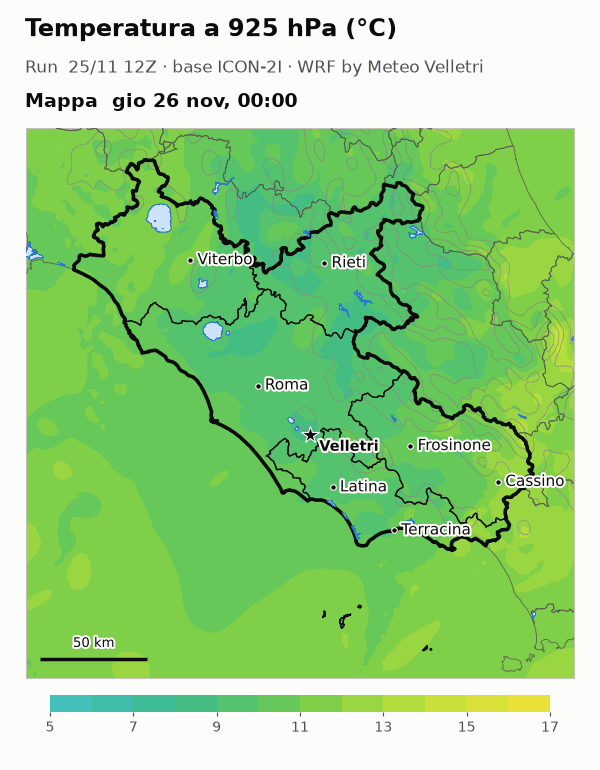 Temperatura a 925 hPa (°C)
Run  25/11 12Z · base ICON-2I · WRF by Meteo Velletri
Mappa  gio 26 nov, 00:00
Viterbo
Rieti
Roma
Velletri
Frosinone
Latina
Cassino
Terracina
50 km
5 7 9 11 13 15 17